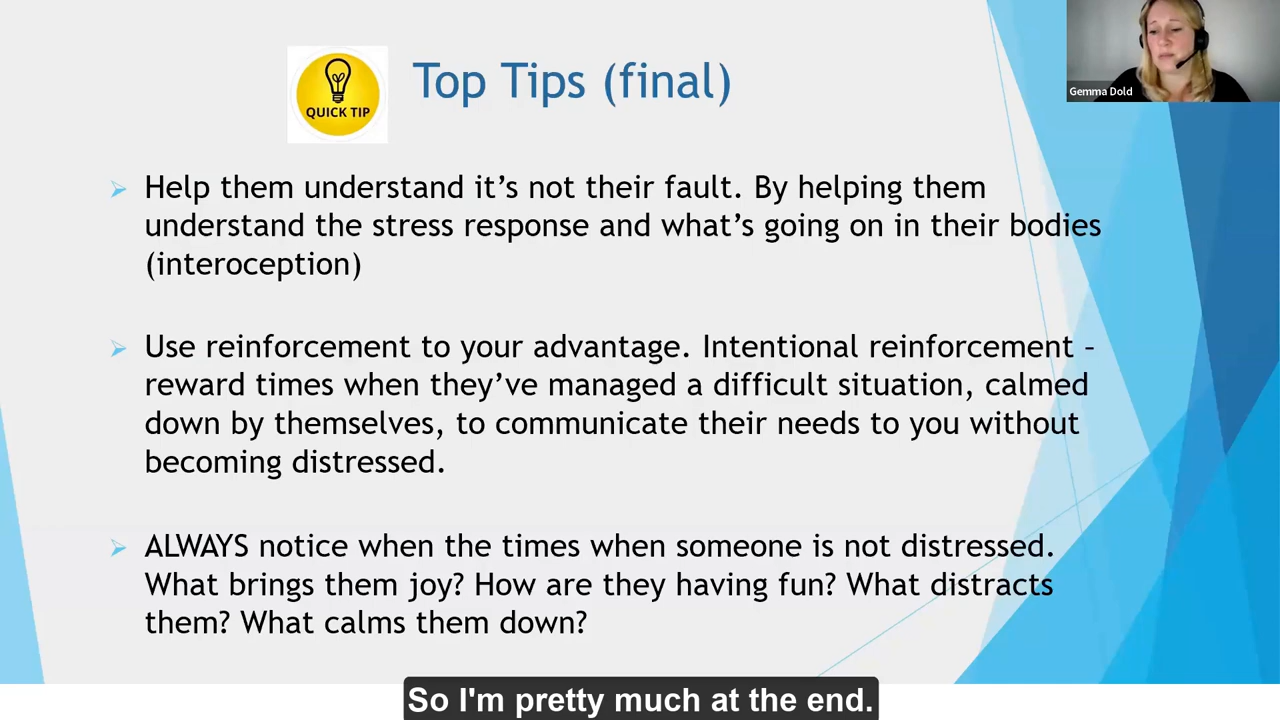 QUICK TIP
Top Tips (final)
Gemma Dold
Help them understand it’s not their fault. By helping them
understand the stress response and what’s going on in their bodies
(interoception)
Use reinforcement to your advantage. Intentional reinforcement –
reward times when they’ve managed a difficult situation, calmed
down by themselves, to communicate their needs to you without
becoming distressed.
ALWAYS notice when the times when someone is not distressed.
What brings them joy? How are they having fun? What distracts
them? What calms them down?
So I'm pretty much at the end.